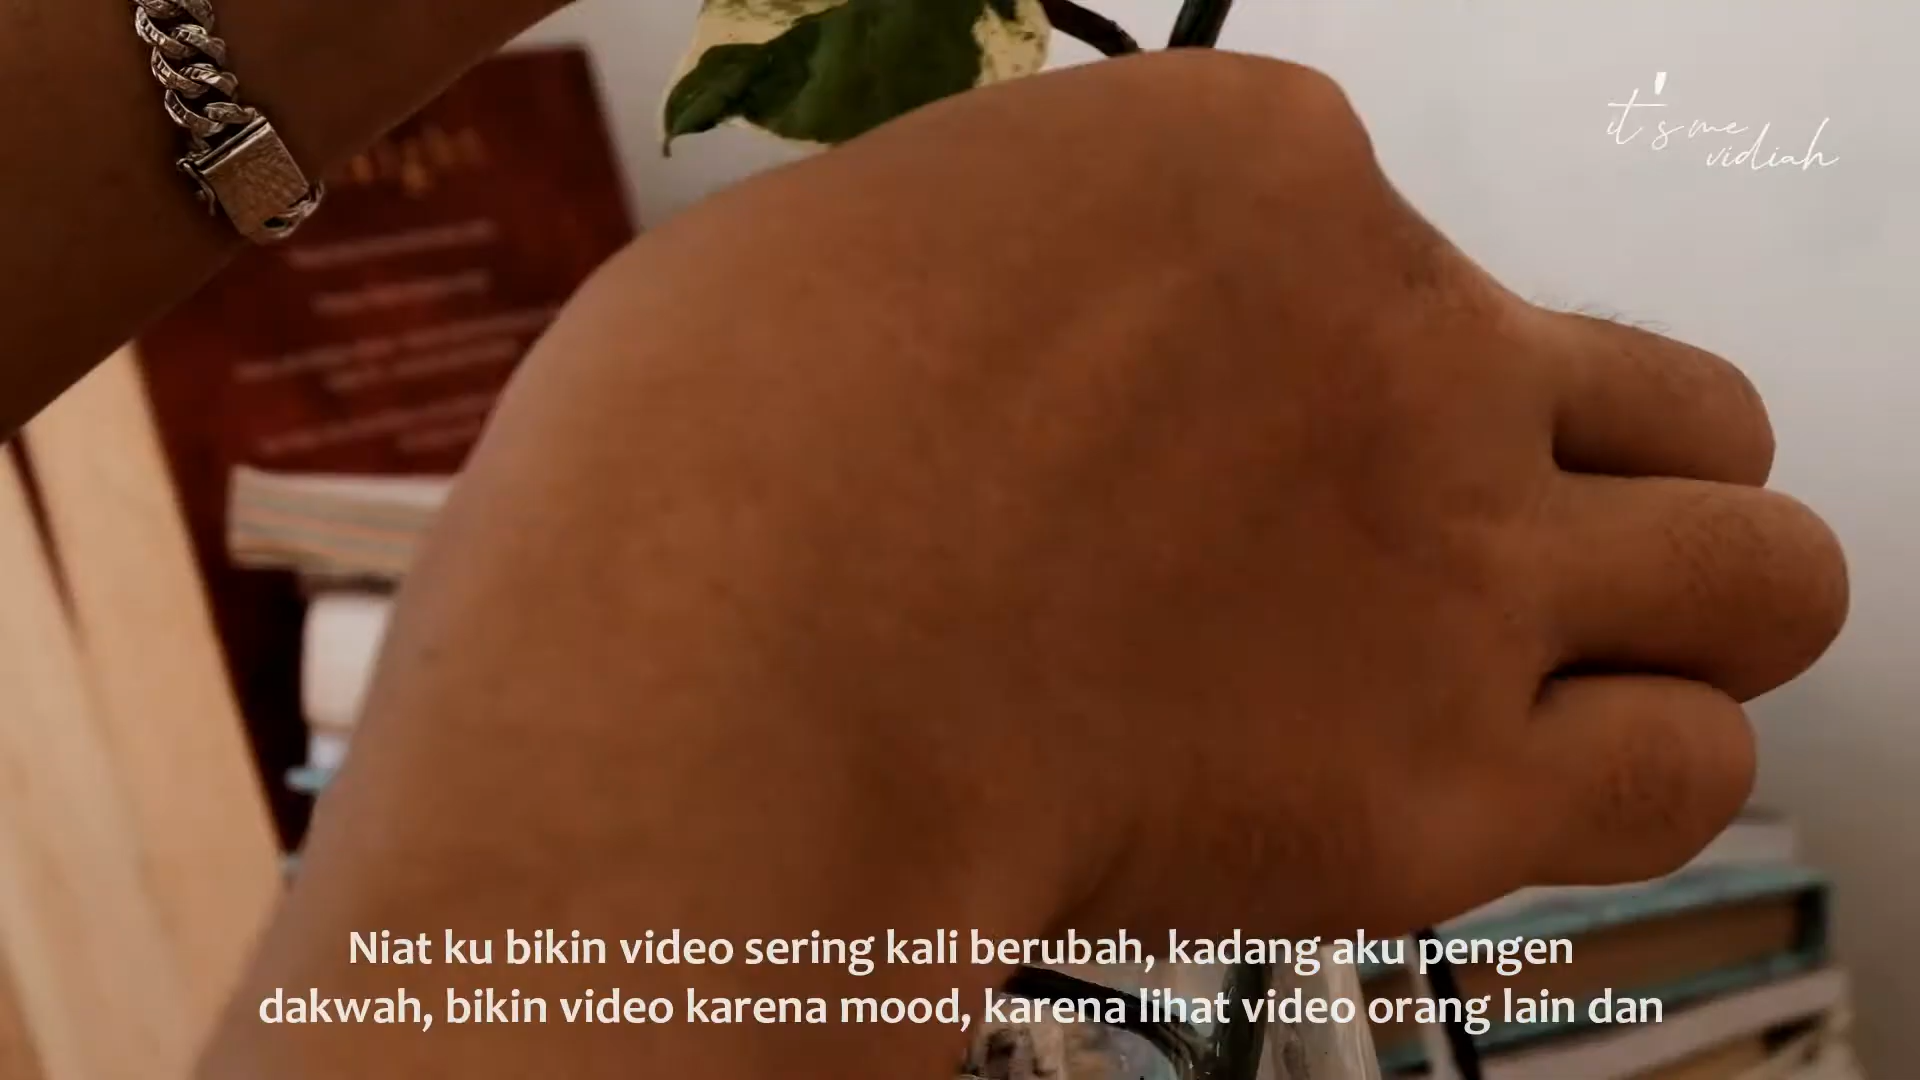 it's me
vidiah
Niat ku bikin video sering kali berubah, kadang aku pengen
dakwah, bikin video karena mood, karena lihat video orang lain dan